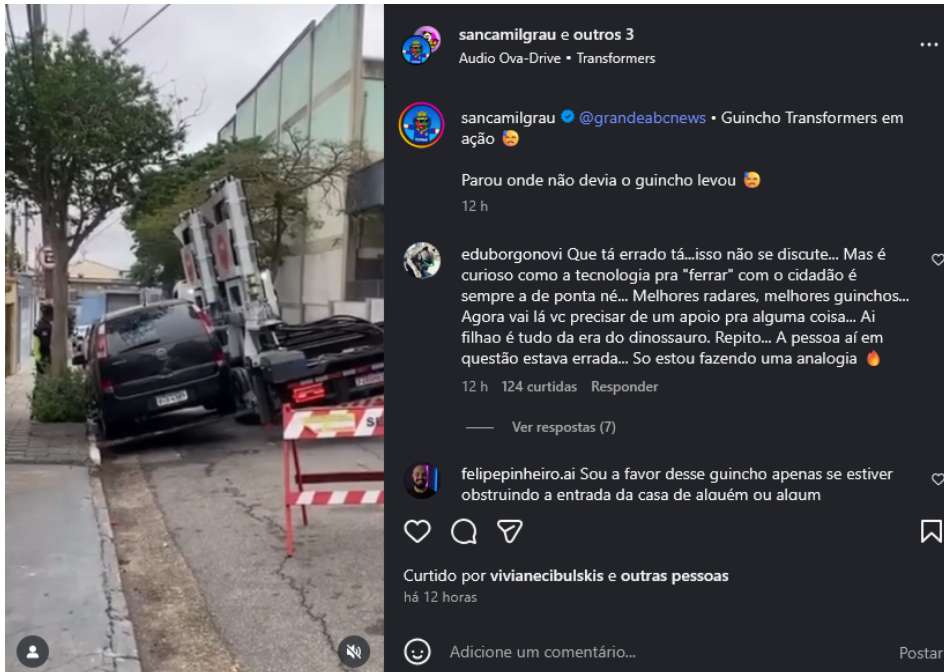 sancamilgrau e outros 3
Audio Ova-Drive • Transformers
sancamilgrau @grandeabcnews • Guincho Transformers em
ação 😓
Parou onde não devia o guincho levou 😓
12 h
eduborgonovi Que tá errado tá...isso não se discute... Mas é
curioso como a tecnologia pra "ferrar" com o cidadão é
sempre a de ponta né... Melhores radares, melhores guinchos...
Agora vai lá vc precisar de um apoio pra alguma coisa... Ai
filhao é tudo da era do dinossauro. Repito... A pessoa aí em
questão estava errada... So estou fazendo uma analogia 🔥
12 h 124 curtidas Responder
Ver respostas (7)
felipepinheiro.ai Sou a favor desse guincho apenas se estiver
obstruindo a entrada da casa de alguém ou algum
Curtido por vivianecibulskis e outras pessoas
há 12 horas
Adicione um comentário...
Postar
E
SE